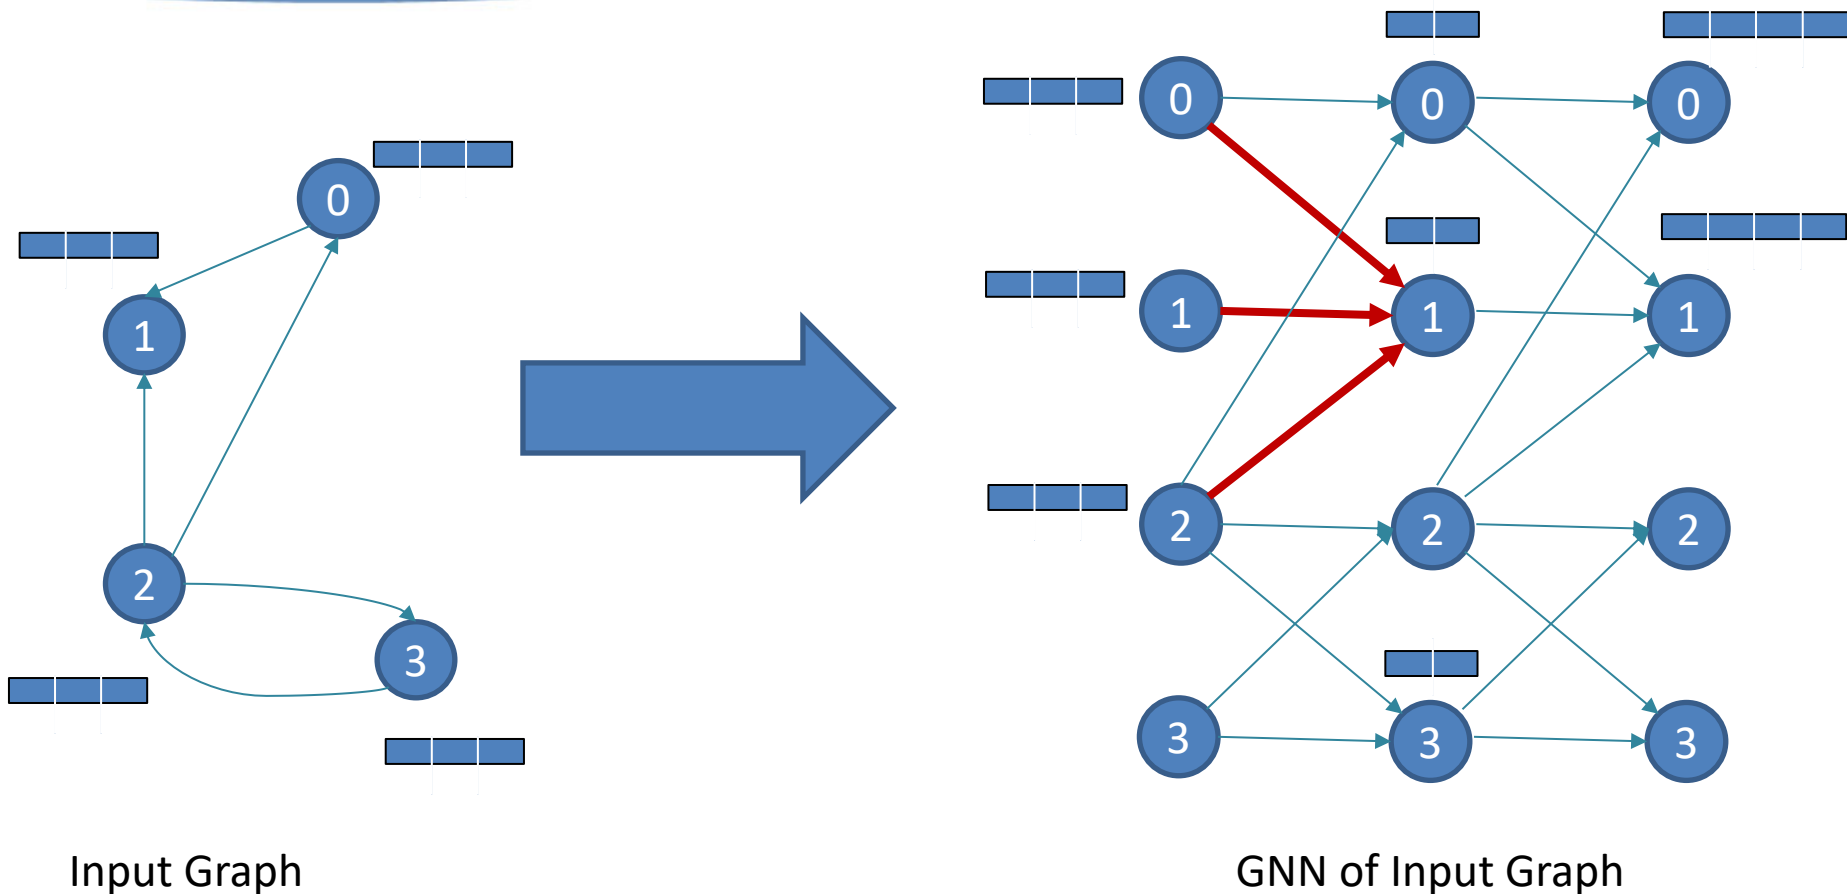 0
1
2
3
Input Graph
0 0 0
1 1 1
2 2 2
3 3 3
GNN of Input Graph